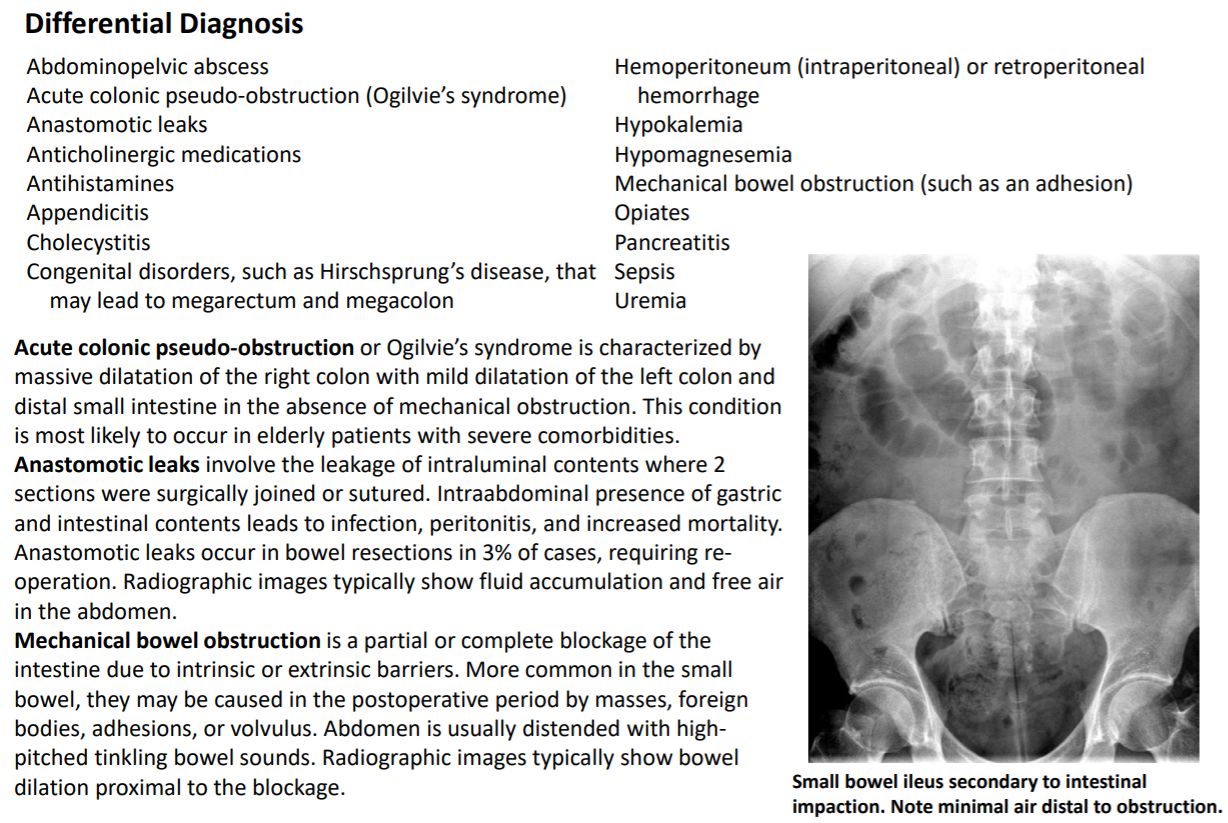 Differential Diagnosis
Abdominopelvic abscess
Acute colonic pseudo-obstruction (Ogilvie’s syndrome)
Anastomotic leaks
Anticholinergic medications
Antihistamines
Appendicitis
Cholecystitis
Congenital disorders, such as Hirschsprung’s disease, that
may lead to megarectum and megacolon
Hemoperitoneum (intraperitoneal) or retroperitoneal
hemorrhage
Hypokalemia
Hypomagnesemia
Mechanical bowel obstruction (such as an adhesion)
Opiates
Pancreatitis
Sepsis
Uremia
Acute colonic pseudo-obstruction or Ogilvie’s syndrome is characterized by
massive dilatation of the right colon with mild dilatation of the left colon and
distal small intestine in the absence of mechanical obstruction. This condition
is most likely to occur in elderly patients with severe comorbidities.
Anastomotic leaks involve the leakage of intraluminal contents where 2
sections were surgically joined or sutured. Intraabdominal presence of gastric
and intestinal contents leads to infection, peritonitis, and increased mortality.
Anastomotic leaks occur in bowel resections in 3% of cases, requiring re-
operation. Radiographic images typically show fluid accumulation and free air
in the abdomen.
Mechanical bowel obstruction is a partial or complete blockage of the
intestine due to intrinsic or extrinsic barriers. More common in the small
bowel, they may be caused in the postoperative period by masses, foreign
bodies, adhesions, or volvulus. Abdomen is usually distended with high-
pitched tinkling bowel sounds. Radiographic images typically show bowel
dilation proximal to the blockage.
Small bowel ileus secondary to intestinal
impaction. Note minimal air distal to obstruction.